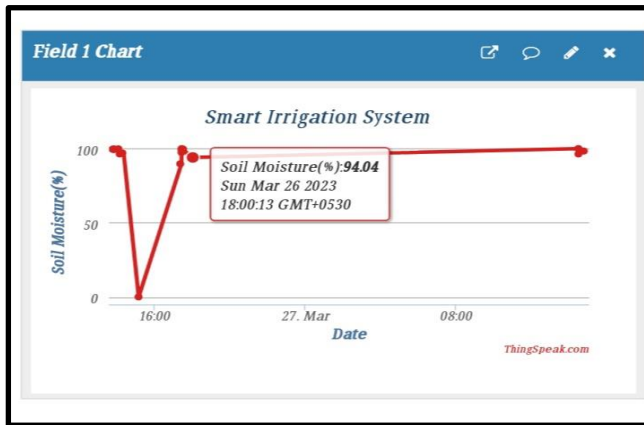 Field 1 Chart
Smart Irrigation System
Soil Moisture(%)
100
50
0
Soil Moisture(%):94.04
Sun Mar 26 2023
18:00:13 GMT+0530
16:00
27. Mar
08:00
Date
ThingSpeak.com